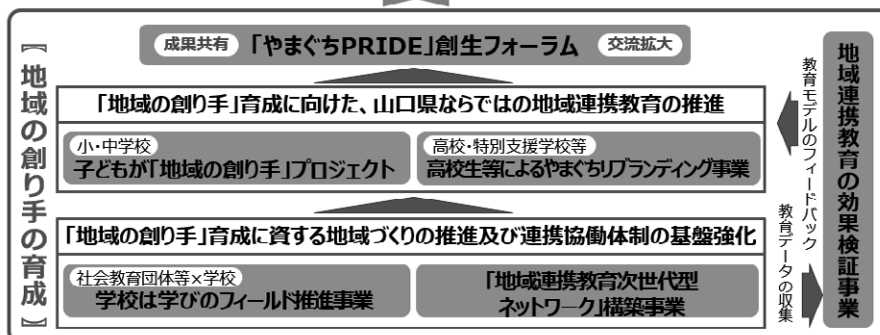 成果共有 「やまぐちPRIDE」創生フォーラム 交流拡大
【地域の創り手の育成】
「地域の創り手」育成に向けた、山口県ならではの地域連携教育の推進
小・中学校
子どもが「地域の創り手」プロジェクト
高校・特別支援学校等
高校生等によるやまぐちリブランディング事業
「地域の創り手」育成に資する地域づくりの推進及び連携協働体制の基盤強化
社会教育団体等×学校
学校は学びのフィールド推進事業
「地域連携教育次世代型
ネットワーク」構築事業
教育モデルのフィードバック
教育データの収集
地域連携教育の効果検証事業